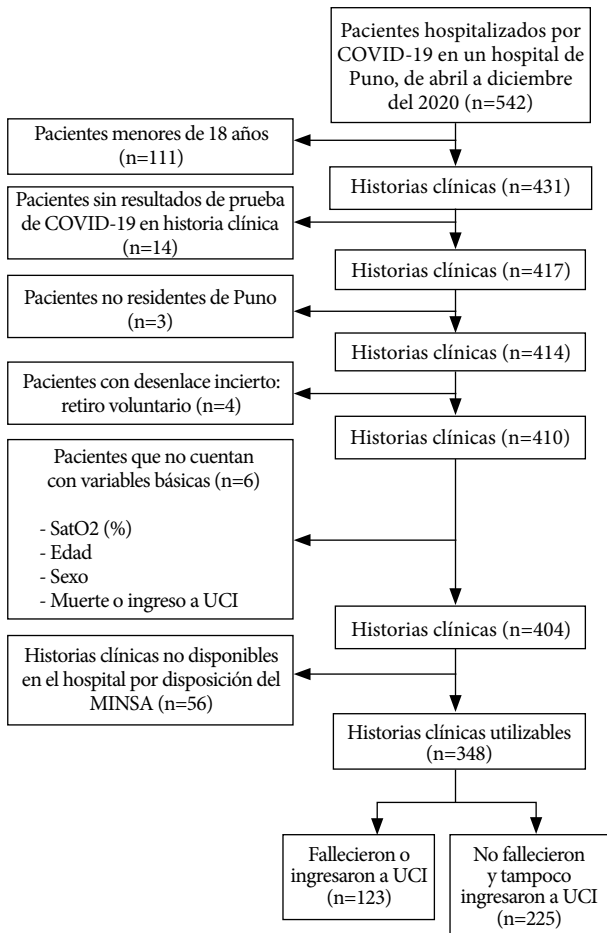 Pacientes hospitalizados por
COVID-19 en un hospital de
Puno, de abril a diciembre
del 2020 (n=542)
Pacientes menores de 18 años
(n=111)
Historias clínicas (n=431)
Pacientes sin resultados de prueba
de COVID-19 en historia clínica
(n=14)
Historias clínicas (n=417)
Pacientes no residentes de Puno
(n=3)
Historias clínicas (n=414)
Pacientes con desenlace incierto:
retiro voluntario (n=4)
Historias clínicas (n=410)
Pacientes que no cuentan
con variables básicas (n=6)
- SatO2 (%)
- Edad
- Sexo
- Muerte o ingreso a UCI
Historias clínicas (n=404)
Historias clínicas no disponibles
en el hospital por disposición del
MINSA (n=56)
Historias clínicas utilizables
(n=348)
Fallecieron o
ingresaron a UCI
(n=123)
No fallecieron
y tampoco
ingresaron a UCI
(n=225)